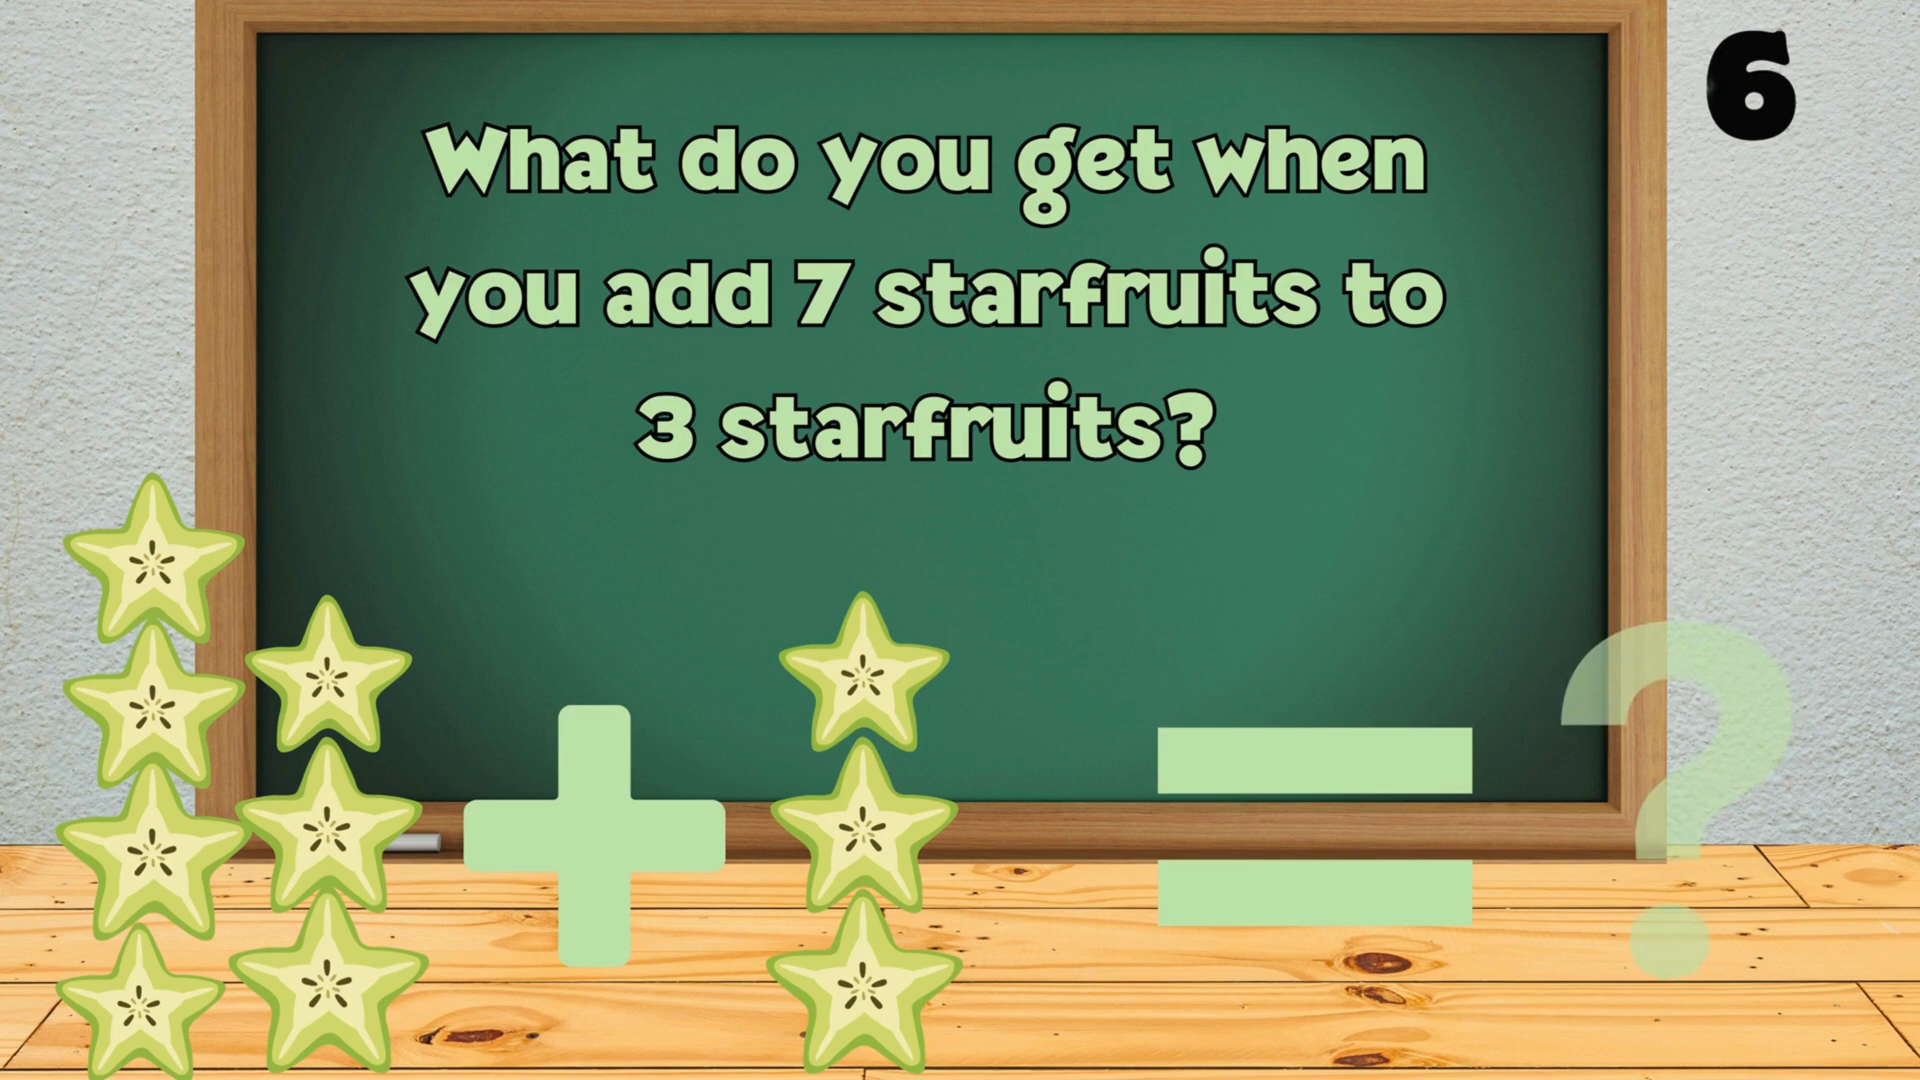 6
What do you get when
you add 7 starfruits to
3 starfruits?
+ = ?